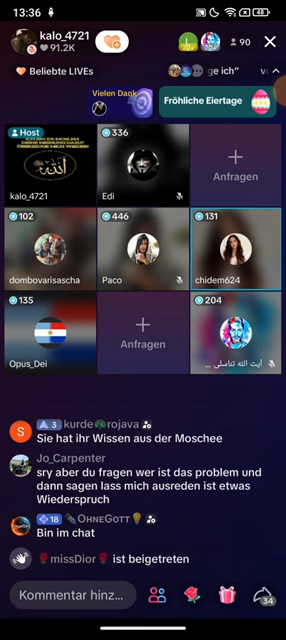 13:36
48
kalo_4721
91.2K
90
Beliebte LIVEs
ge ich"
Vielen Dank
Fröhliche Eiertage
Host
336
kalo_4721
Edi
Anfragen
102
446
131
dombovarisascha
Paco
chidem624
135
204
Opus_Dei
Anfragen
آيت الله تناسلى ...
S
3 kurde rojava
Sie hat ihr Wissen aus der Moschee
Jo_Carpenter
sry aber du fragen wer ist das problem und
dann sagen lass mich ausreden ist etwas
Wiederspruch
18 OhneGott
Bin im chat
missDior ist beigetreten
Kommentar hinz...
34